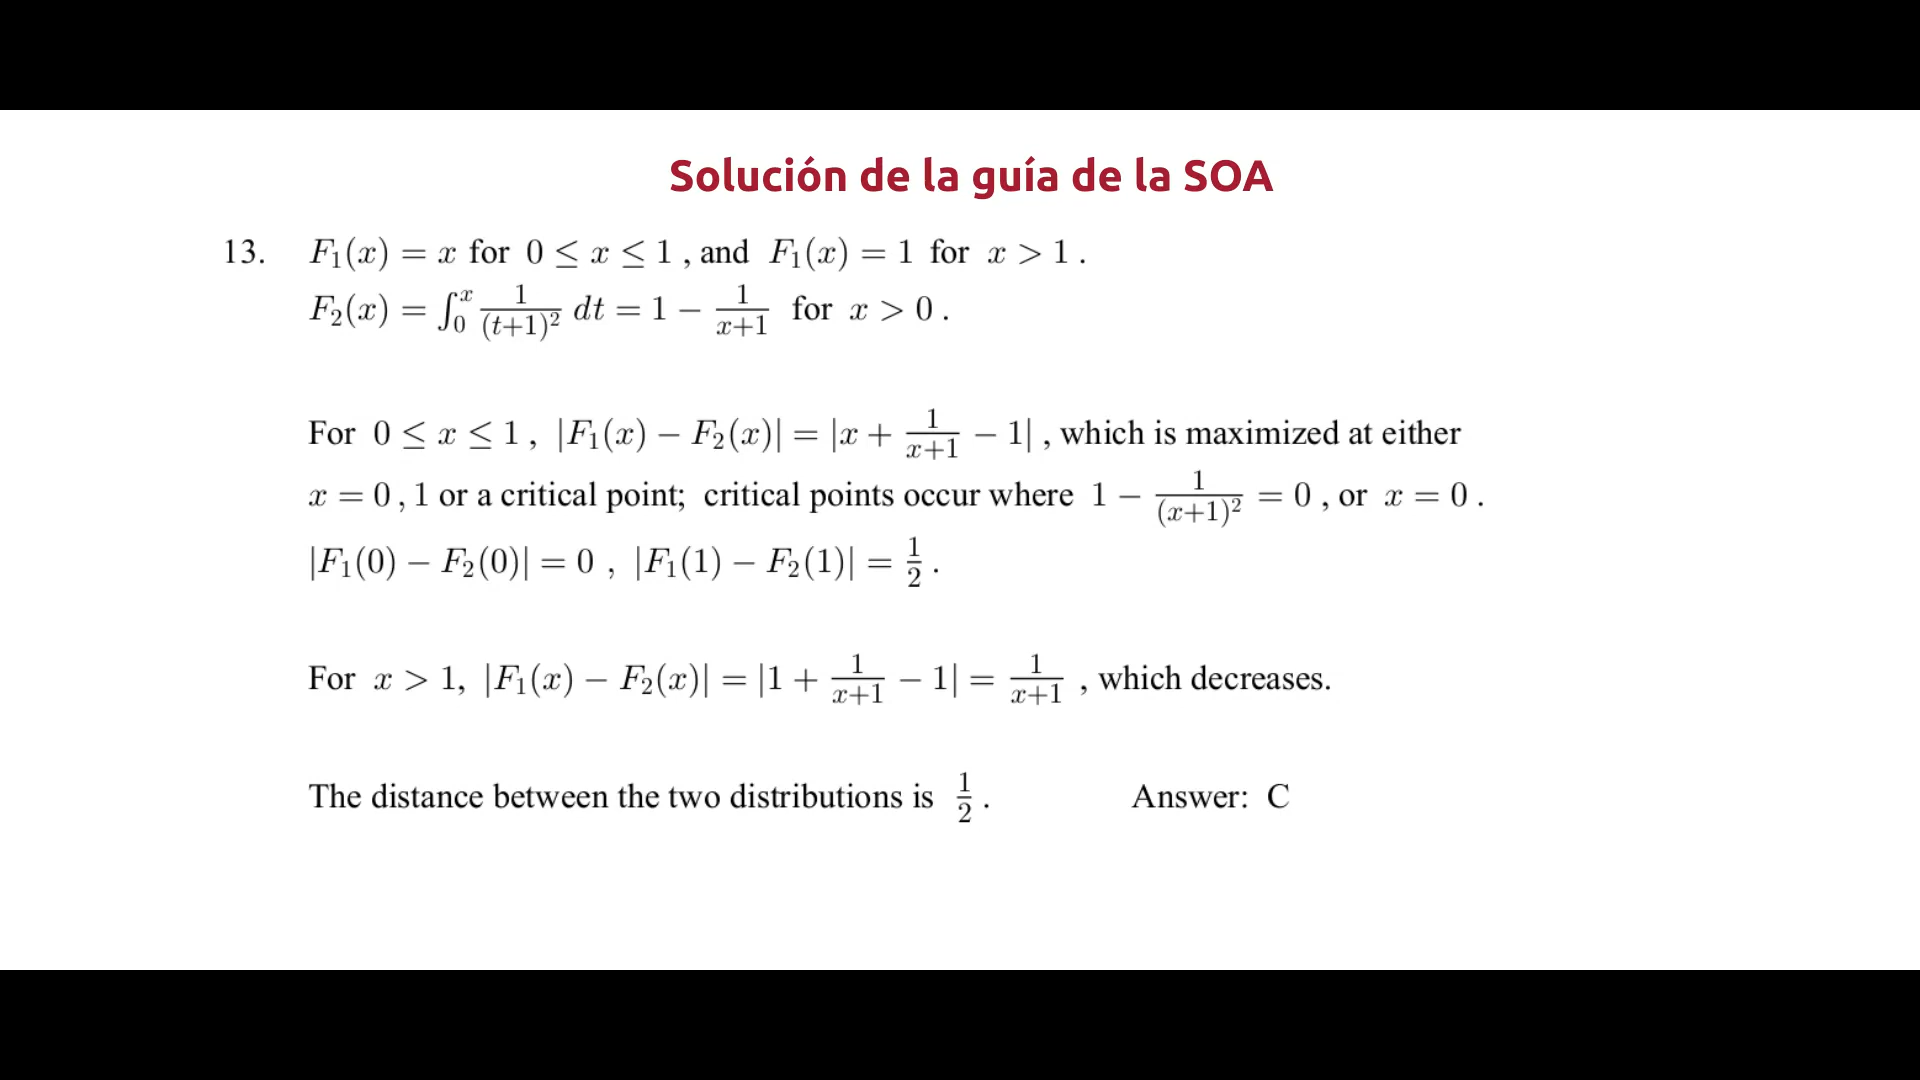 Solución de la guía de la SOA
13. F₁(x) = x for 0 ≤ x ≤ 1 , and F₁(x) = 1 for x > 1 .
F₂(x) = ∫₀ˣ 1/(t+1)² dt = 1 − 1/(x+1) for x > 0 .
For 0 ≤ x ≤ 1 , |F₁(x) − F₂(x)| = |x + 1/(x+1) − 1| , which is maximized at either
x = 0 , 1 or a critical point; critical points occur where 1 − 1/(x+1)² = 0 , or x = 0 .
|F₁(0) − F₂(0)| = 0 , |F₁(1) − F₂(1)| = 1/2 .
For x > 1, |F₁(x) − F₂(x)| = |1 + 1/(x+1) − 1| = 1/(x+1) , which decreases.
The distance between the two distributions is 1/2 . Answer: C